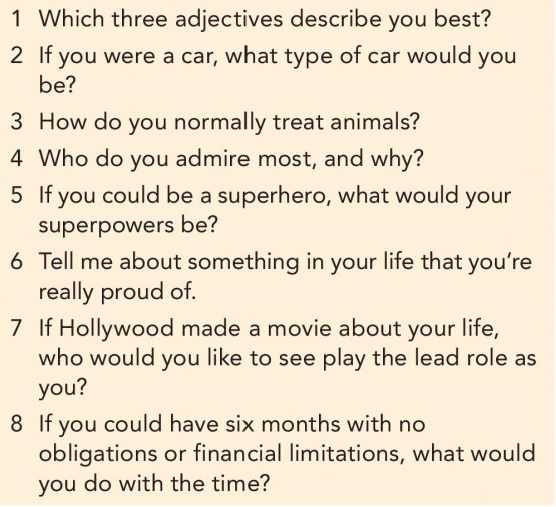 1 Which three adjectives describe you best?
2 If you were a car, what type of car would you
be?
3 How do you normally treat animals?
4 Who do you admire most, and why?
5 If you could be a superhero, what would your
superpowers be?
6 Tell me about something in your life that you're
really proud of.
7 If Hollywood made a movie about your life,
who would you like to see play the lead role as
you?
8 If you could have six months with no
obligations or financial limitations, what would
you do with the time?